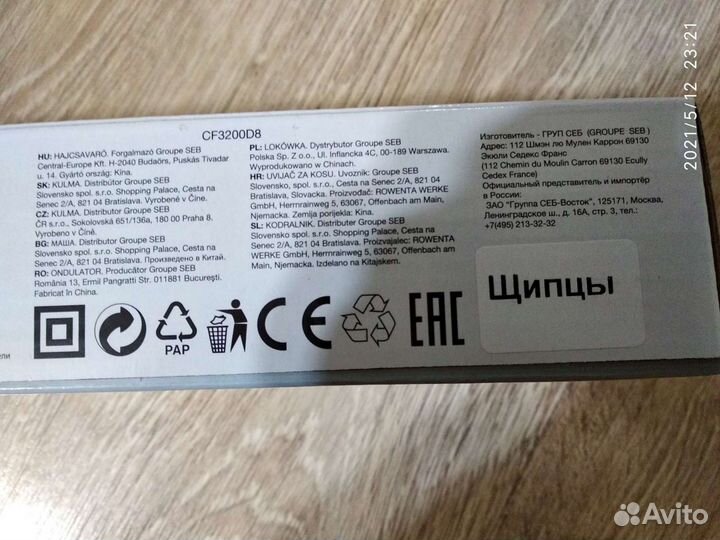 CF3200D8
HU: HAJCSAVARÓ. Forgalmazó Groupe SEB
Central-Europe Kft. H-2040 Budaörs, Puskás Tivadar
u. 14. Gyártó ország: Kína.
SK: KULMA. Distributor Groupe SEB
Slovensko spol. s.r.o. Shopping Palace, Cesta na
Senec 2/A, 821 04 Bratislava. Vyrobené v Číne.
CZ: KULMA. Distributor Groupe SEB
ČR s.r.o., Sokolovská 651/136a, 180 00 Praha 8.
Vyrobeno v Číne.
BG: МАША. Distributor Groupe SEB
Slovensko spol. s.r.o. Shopping Palace, Cesta na
Senec 2/A, 821 04 Bratislava. Произведено в Китай.
RO: ONDULATOR. Producător Groupe SEB
România 13, Ermil Pangratti Str. 011881 Bucureşti.
Fabricat în China.
PL: LOKÓWKA. Dystrybutor Groupe SEB
Polska Sp. Z o.o., ul. Inflancka 4C, 00-189 Warszawa.
Wyprodukowano w Chinach.
HR: UVIJAČ ZA KOSU. Uvoznik: Groupe SEB
Slovensko, spol. s r.o. Cesta na Senec 2/A, 821 04
Bratislava, Slovacka. Proizvođač: ROWENTA WERKE
GmbH, Herrnrainweg 5, 63067, Offenbach am Main,
Njemacka. Zemlja porijekla: Kina.
SL: KODRALNIK. Distributor Groupe SEB
Slovensko spol. s.r.o. Shopping Palace, Cesta na
Senec 2/A, 821 04 Bratislava. Proizvajalec: ROWENTA
WERKE GmbH, Herrnrainweg 5, 63067, Offenbach am
Main, Njemacka. Izdelano na Kitajskem.
Изготовитель - ГРУП СЕБ (GROUPE SEB )
Адрес: 112 Шмэн лю Мулен Каррон 69130
Экюли Седекс Франс
(112 Chemin du Moulin Carron 69130 Ecully
Cedex France)
Официальный представитель и импортёр
в России:
ЗАО "Группа СЕБ-Восток", 125171, Москва,
Ленинградское ш., д. 16А, стр. 3, тел.:
+7(495) 213-32-32
Щипцы
PAP
CE
EAC
ели
2021/5/12 23:21
Avito